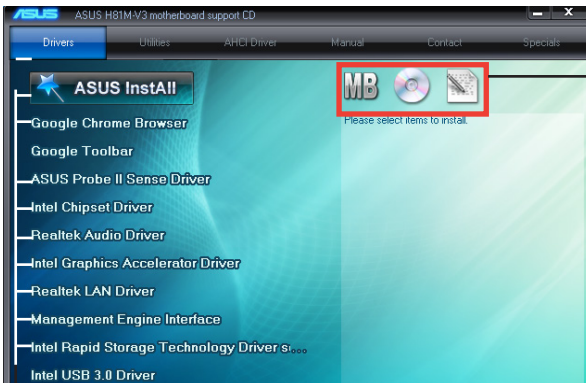 ASUS ASUS H81M-V3 motherboard support CD
Drivers Utilities AHCI Driver Manual Contact Specials
ASUS InstAll
MB
Please select items to install.
Google Chrome Browser
Google Toolbar
ASUS Probe II Sense Driver
Intel Chipset Driver
Realtek Audio Driver
Intel Graphics Accelerator Driver
Realtek LAN Driver
Management Engine Interface
Intel Rapid Storage Technology Driver s...
Intel USB 3.0 Driver